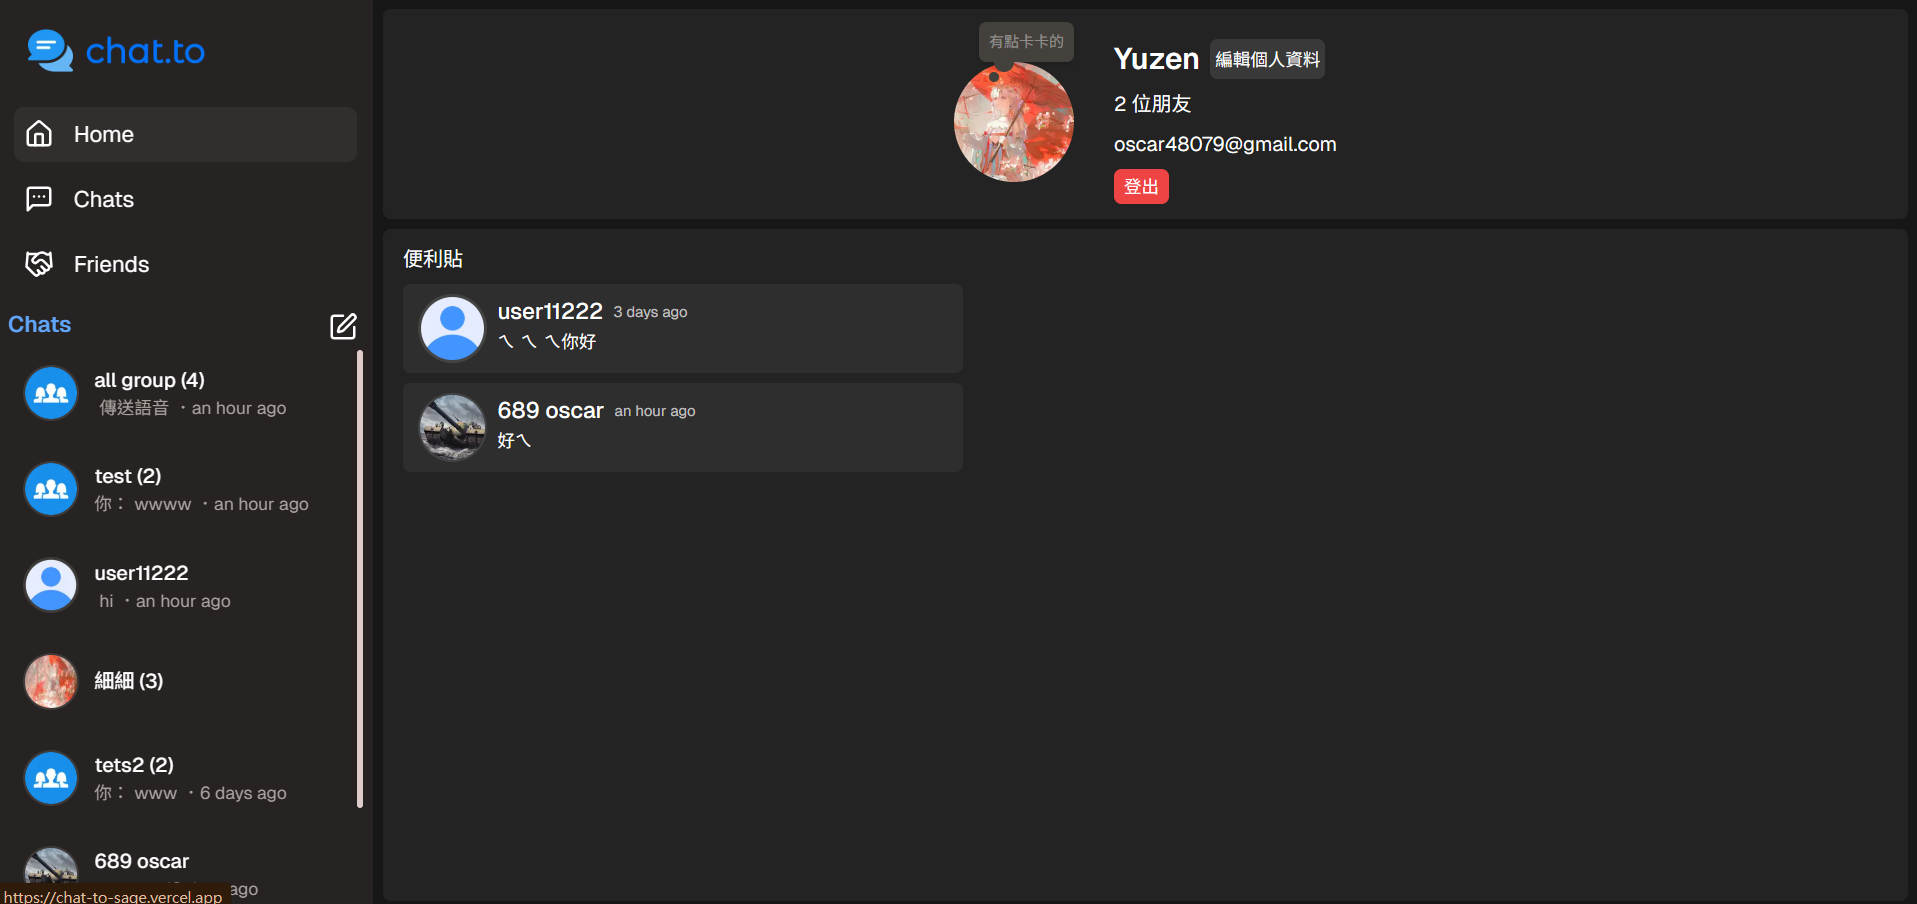 chat.to
Home
Chats
Friends
Chats
all group (4)
傳送語音 ・an hour ago
test (2)
你： wwww ・an hour ago
user11222
hi ・an hour ago
細細 (3)
tets2 (2)
你： www ・6 days ago
689 oscar
ago
https://chat-to-sage.vercel.app
有點卡卡的
Yuzen 編輯個人資料
2 位朋友
oscar48079@gmail.com
登出
便利貼
user11222 3 days ago
ㄟ ㄟ ㄟ你好
689 oscar an hour ago
好ㄟ